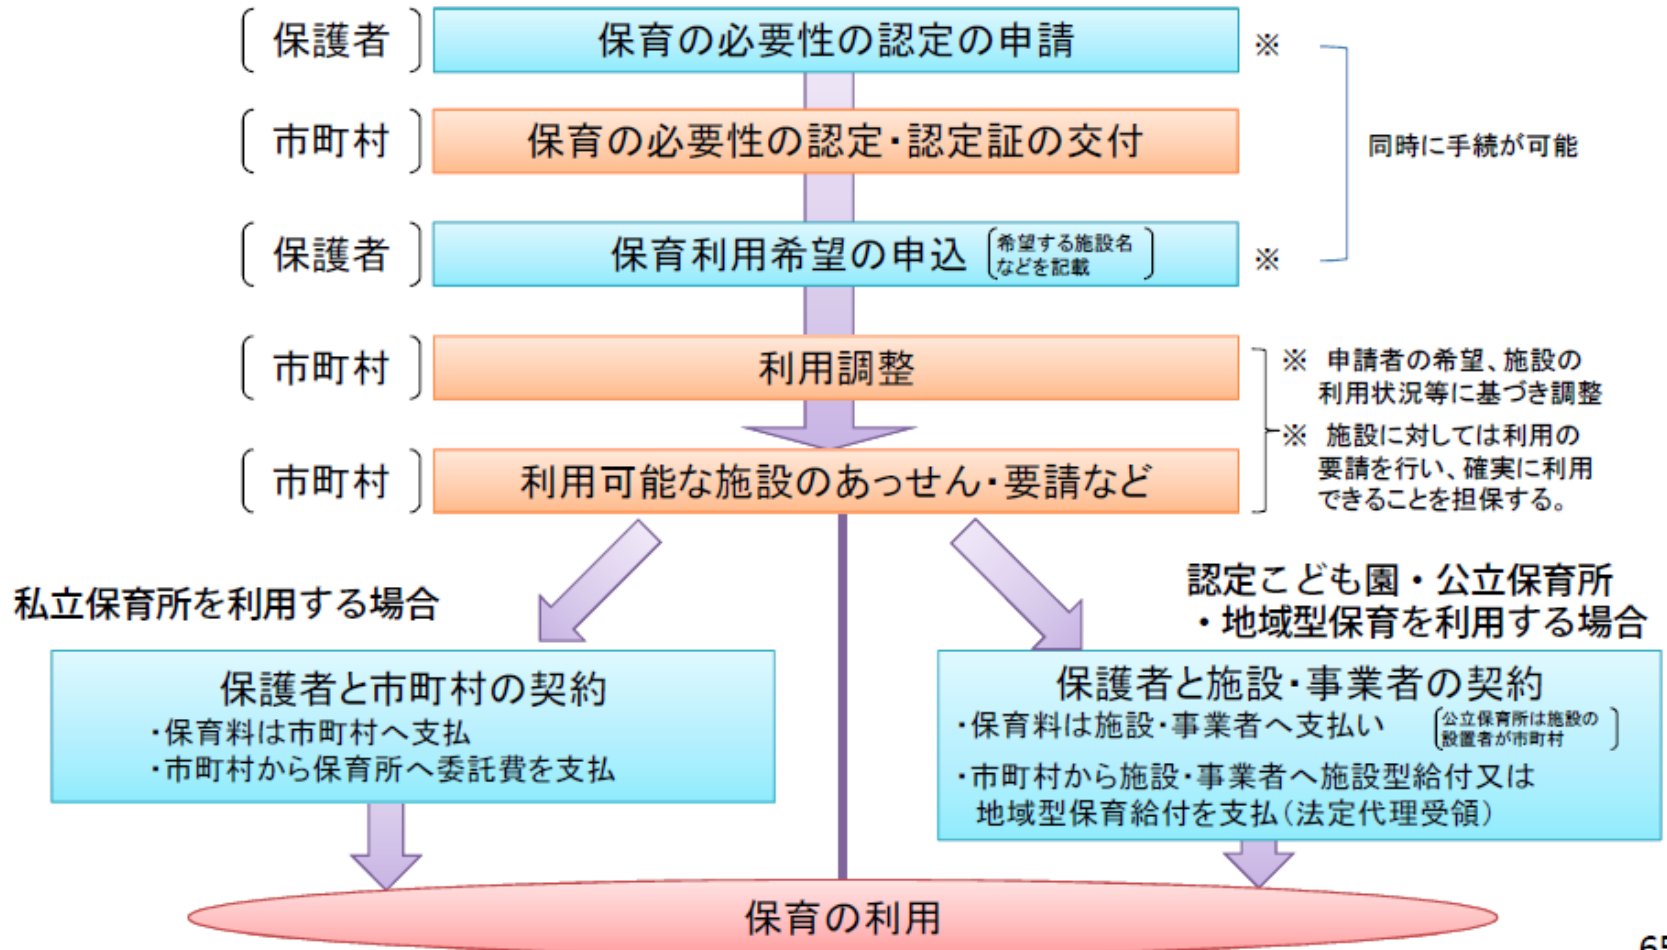 保護者 保育の必要性の認定の申請 ※
市町村 保育の必要性の認定・認定証の交付
同時に手続が可能
保護者 保育利用希望の申込 希望する施設名
などを記載 ※
市町村 利用調整
※ 申請者の希望、施設の
利用状況等に基づき調整
※ 施設に対しては利用の
要請を行い、確実に利用
できることを担保する。
市町村 利用可能な施設のあっせん・要請など
私立保育所を利用する場合
認定こども園・公立保育所
・地域型保育を利用する場合
保護者と市町村の契約
・保育料は市町村へ支払
・市町村から保育所へ委託費を支払
保護者と施設・事業者の契約
・保育料は施設・事業者へ支払い 公立保育所は施設の
設置者が市町村
・市町村から施設・事業者へ施設型給付又は
地域型保育給付を支払(法定代理受領)
保育の利用